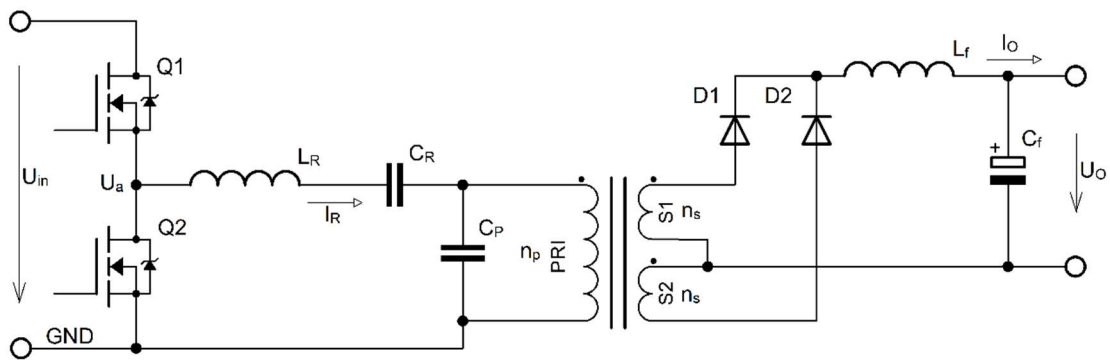 Q1
Uin
Ua
LR
IR
CR
CP
Q2
GND
np
PRI
S1
ns
S2
ns
D1
D2
Lf
IO
+
Cf
UO